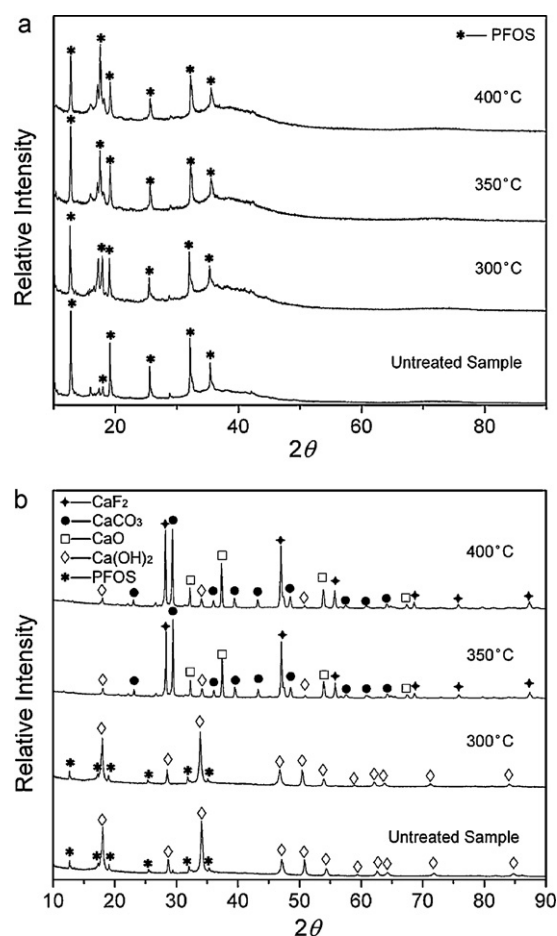 a
✱— PFOS
400°C
350°C
300°C
Untreated Sample
Relative Intensity
20 40 60 80
2θ
b
✦—CaF₂
●—CaCO₃
□—CaO
◇—Ca(OH)₂
✱—PFOS
400°C
350°C
300°C
Untreated Sample
Relative Intensity
10 20 30 40 50 60 70 80 90
2θ